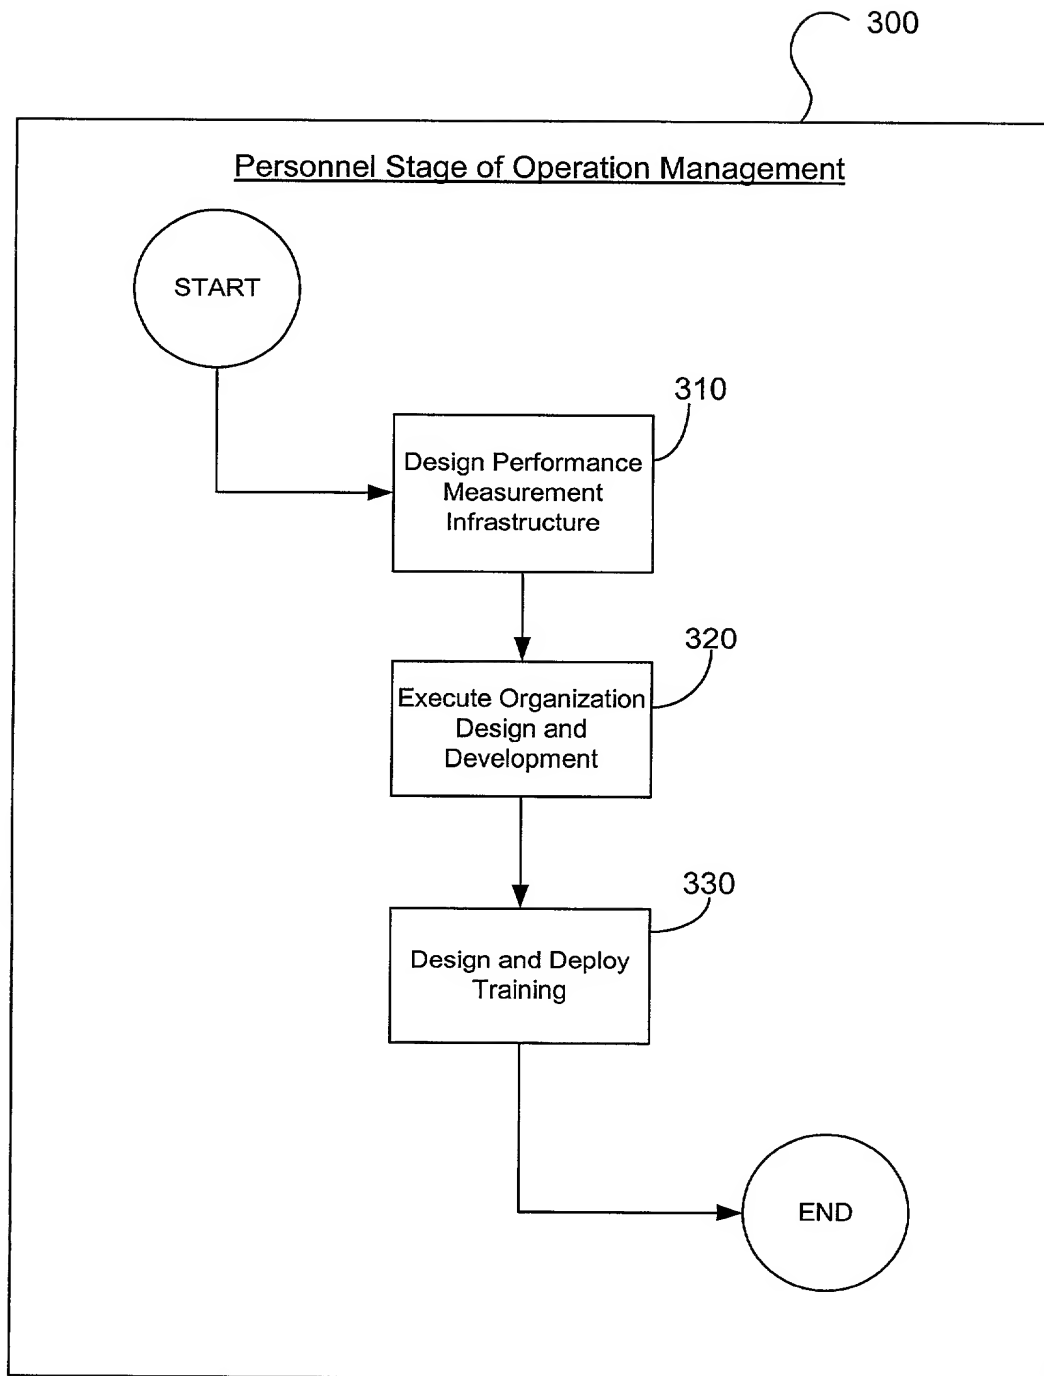 300
Personnel Stage of Operation Management
START
310
Design Performance
Measurement
Infrastructure
320
Execute Organization
Design and
Development
330
Design and Deploy
Training
END